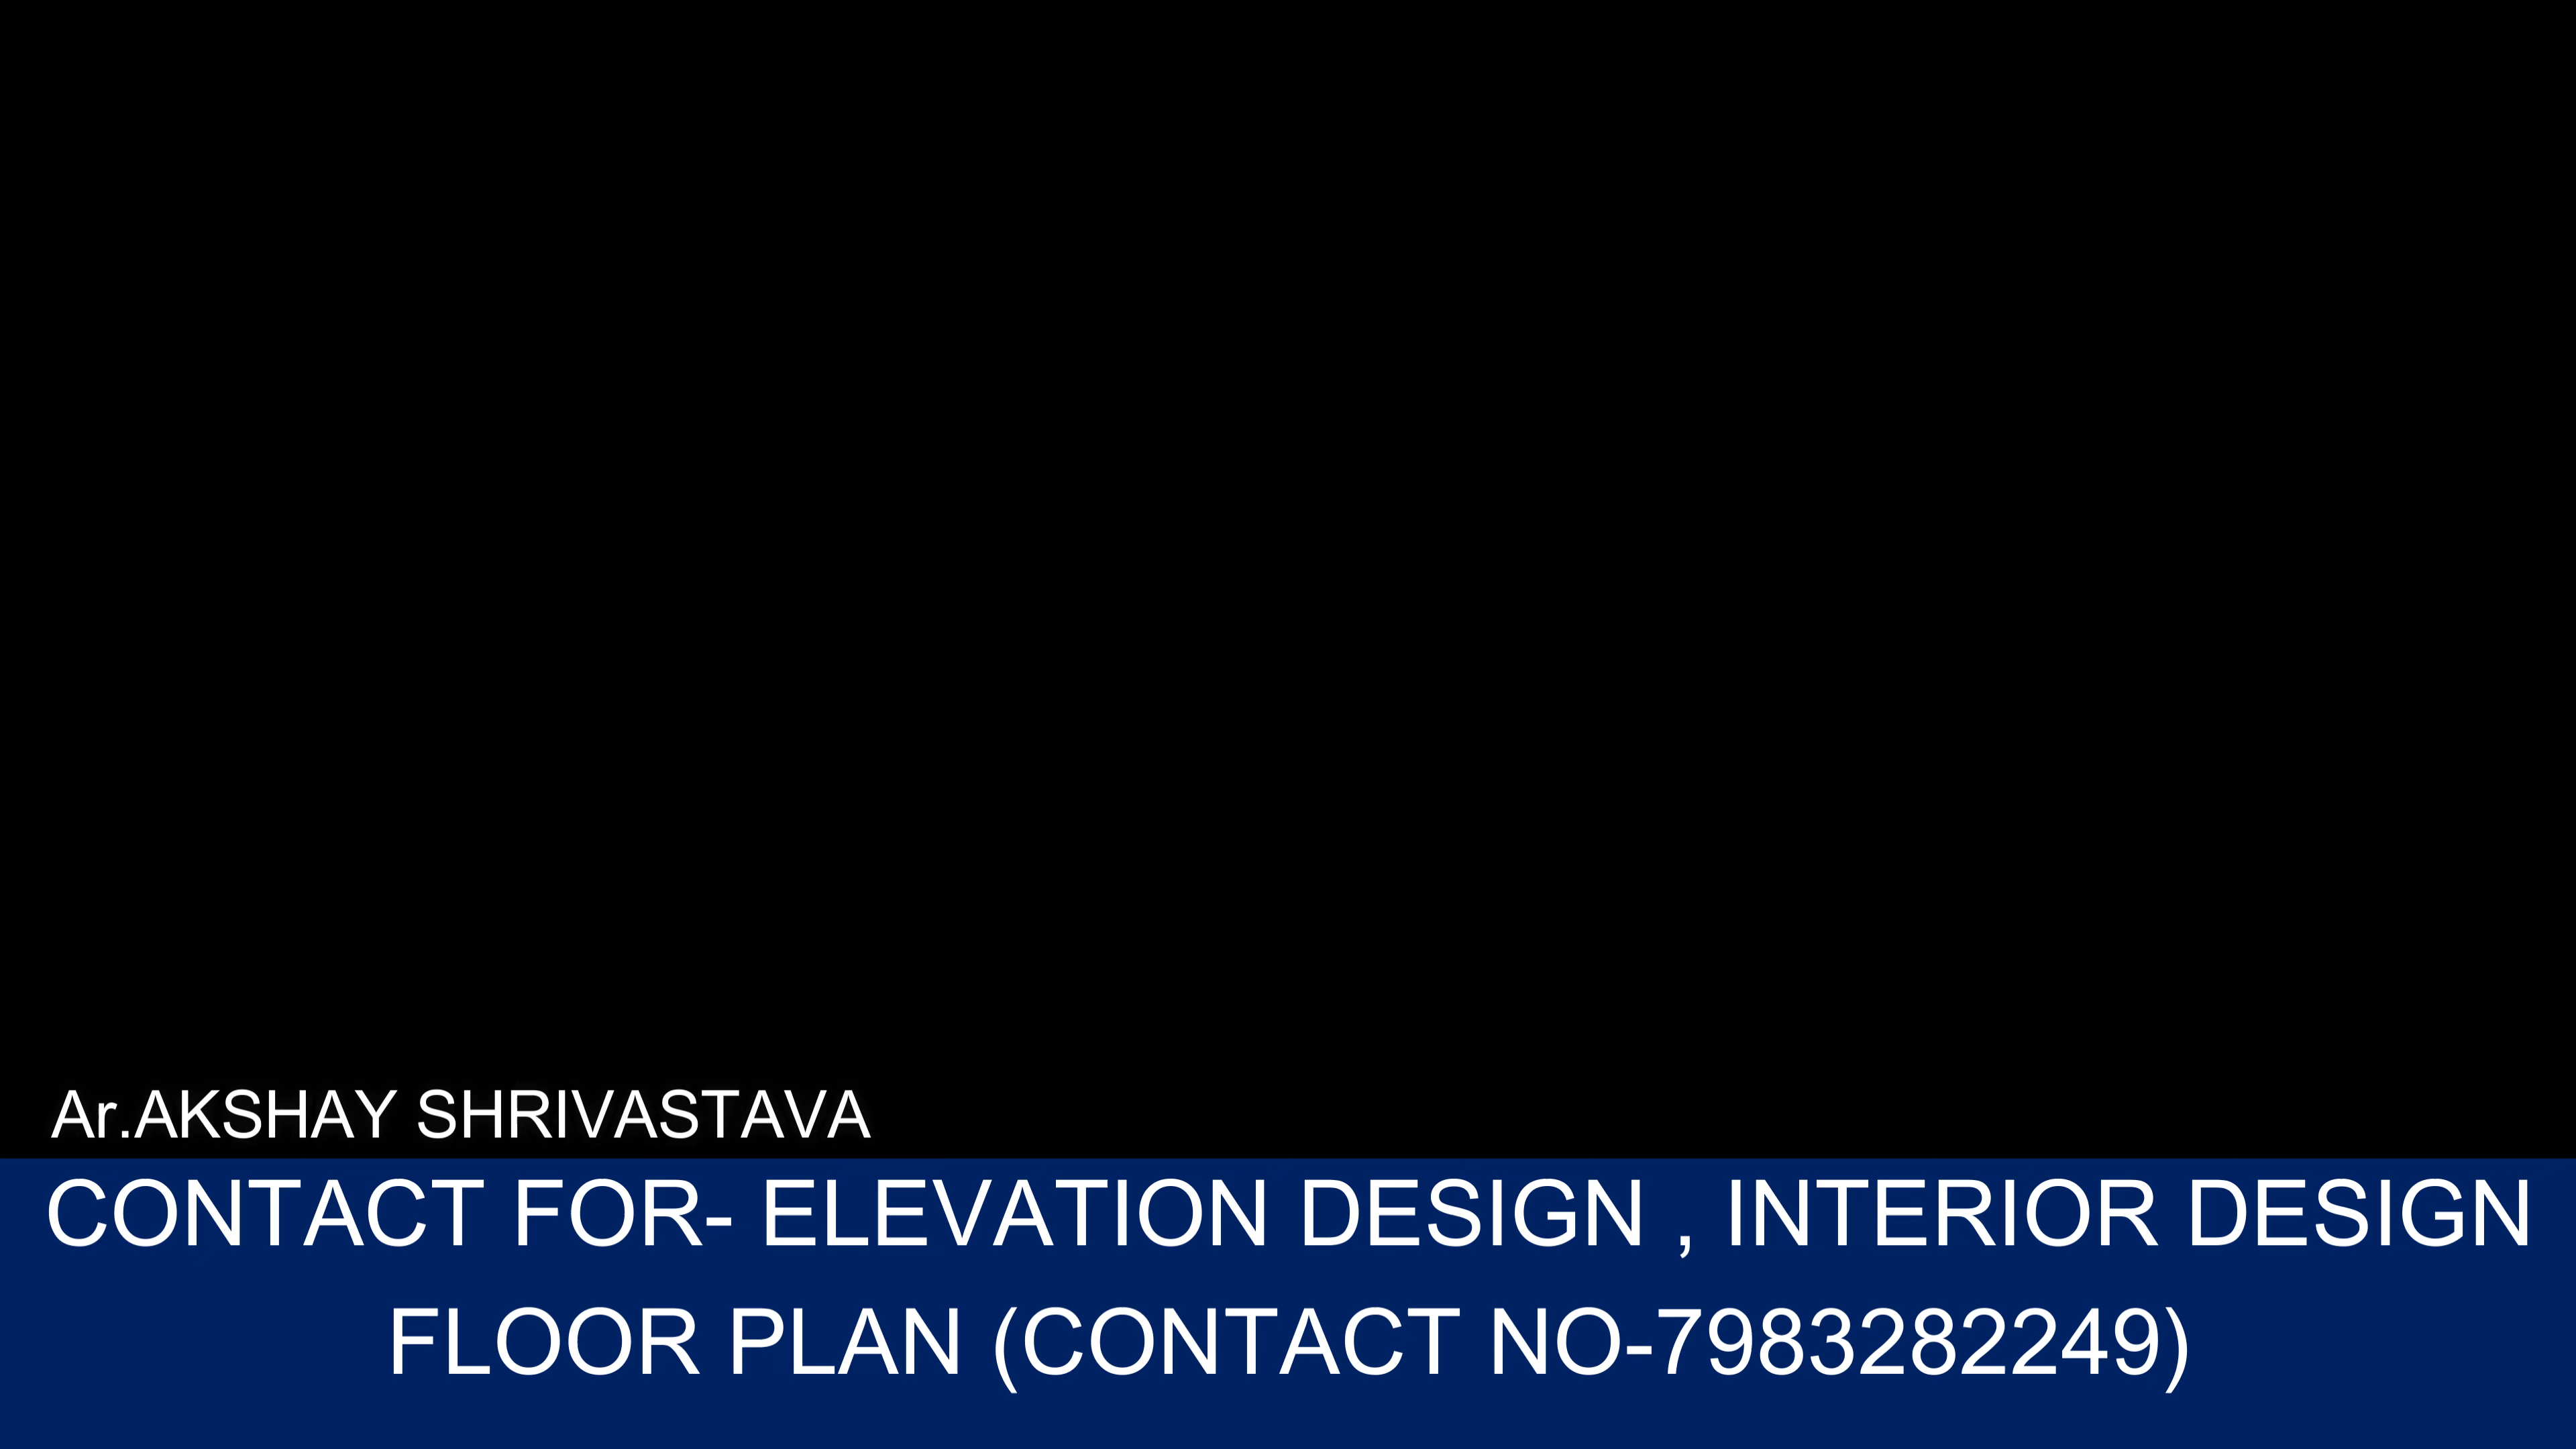 Ar.AKSHAY SHRIVASTAVA
CONTACT FOR- ELEVATION DESIGN , INTERIOR DESIGN
FLOOR PLAN (CONTACT NO-7983282249)